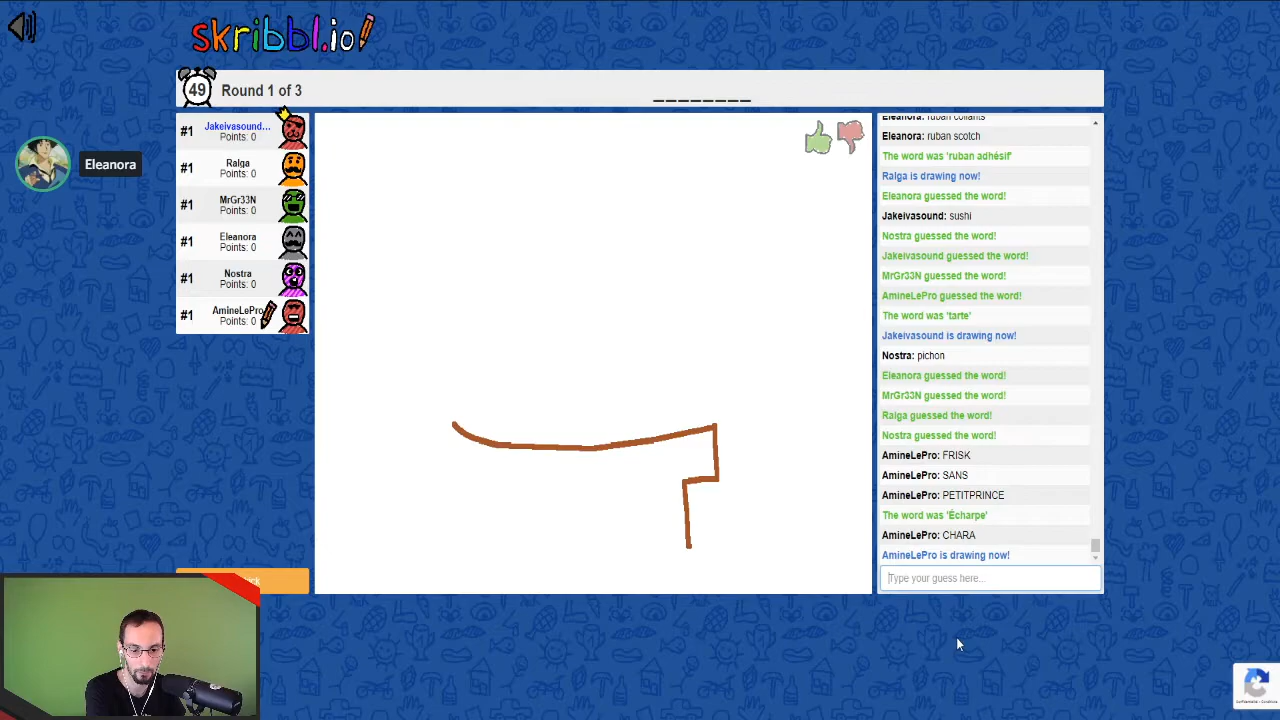 skribbl.io
49 Round 1 of 3 ________
#1 Jakeivasound... Points: 0
#1 Ralga Points: 0
#1 MrGr33N Points: 0
#1 Eleanora Points: 0
#1 Nostra Points: 0
#1 AmineLePro Points: 0
Eleanora
Eleanora: ruban collants
Eleanora: ruban scotch
The word was 'ruban adhésif'
Ralga is drawing now!
Eleanora guessed the word!
Jakeivasound: sushi
Nostra guessed the word!
Jakeivasound guessed the word!
MrGr33N guessed the word!
AmineLePro guessed the word!
The word was 'tarte'
Jakeivasound is drawing now!
Nostra: pichon
Eleanora guessed the word!
MrGr33N guessed the word!
Ralga guessed the word!
Nostra guessed the word!
AmineLePro: FRISK
AmineLePro: SANS
AmineLePro: PETITPRINCE
The word was 'Écharpe'
AmineLePro: CHARA
AmineLePro is drawing now!
Type your guess here...